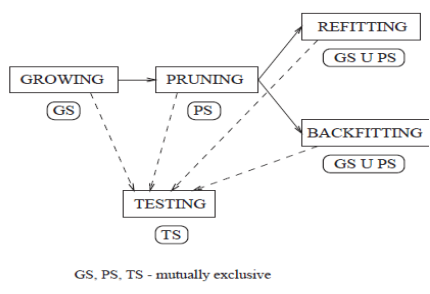 REFITTING
GS U PS
GROWING
PRUNING
GS
PS
BACKFITTING
GS U PS
TESTING
TS
GS, PS, TS - mutually exclusive